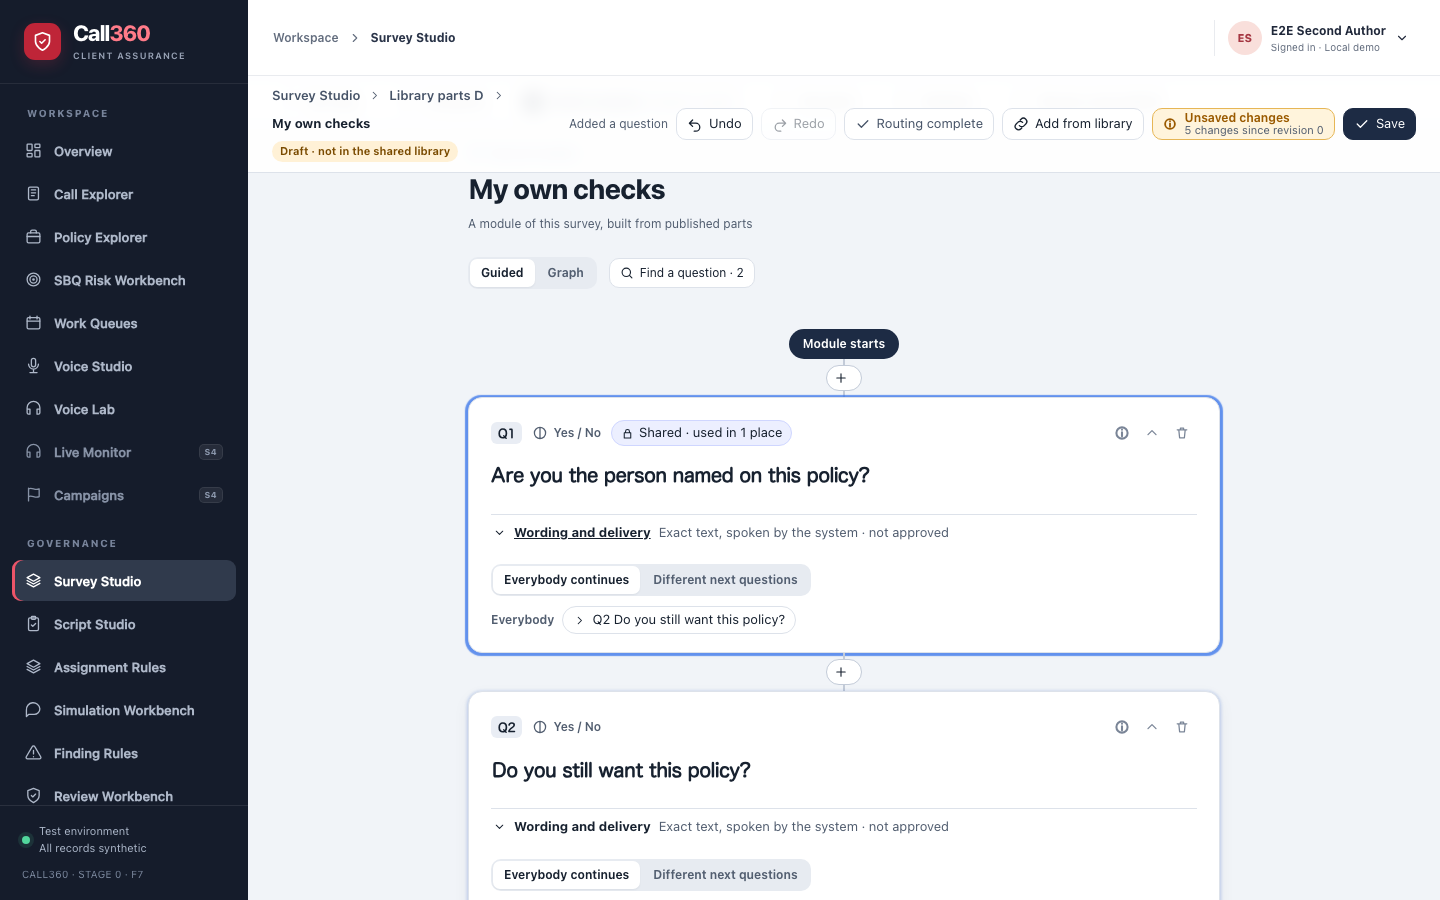 Call360
CLIENT ASSURANCE
WORKSPACE
Overview
Call Explorer
Policy Explorer
SBQ Risk Workbench
Work Queues
Voice Studio
Voice Lab
Live Monitor S4
Campaigns S4
GOVERNANCE
Survey Studio
Script Studio
Assignment Rules
Simulation Workbench
Finding Rules
Review Workbench
Test environment
All records synthetic
CALL360 · STAGE 0 · F7
Workspace > Survey Studio
ES
E2E Second Author
Signed in · Local demo
Survey Studio > Library parts D >
My own checks
Draft · not in the shared library
Added a question
Undo
Redo
Routing complete
Add from library
Unsaved changes
5 changes since revision 0
Save
My own checks
A module of this survey, built from published parts
Guided Graph
Find a question · 2
Module starts
Q1 Yes / No Shared · used in 1 place
Are you the person named on this policy?
Wording and delivery Exact text, spoken by the system · not approved
Everybody continues Different next questions
Everybody > Q2 Do you still want this policy?
Q2 Yes / No
Do you still want this policy?
Wording and delivery Exact text, spoken by the system · not approved
Everybody continues Different next questions